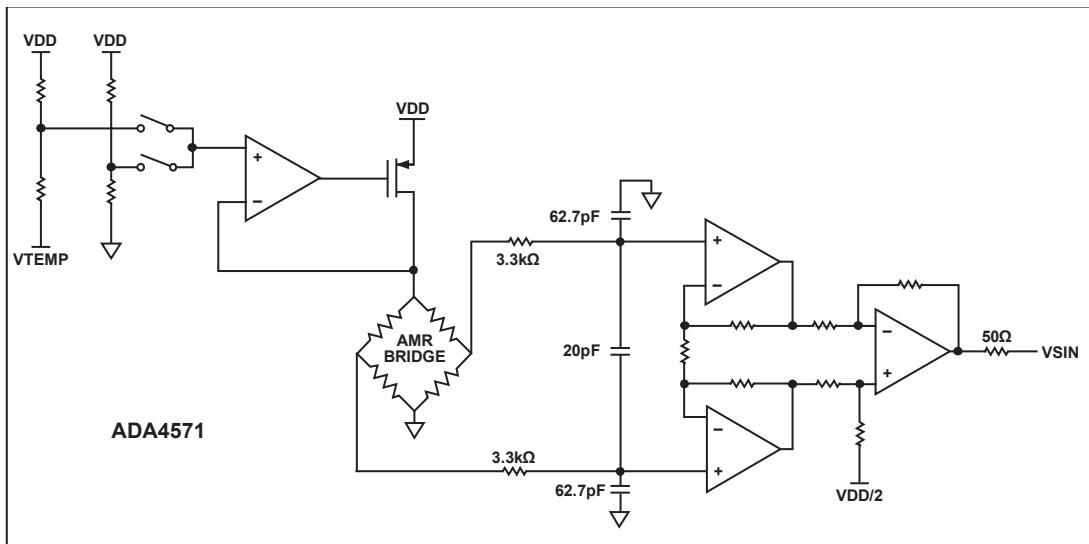 VDD
VDD
VDD
VTEMP
62.7pF
3.3kΩ
+
−
AMR
BRIDGE
20pF
+
−
−
+
50Ω
VSIN
ADA4571
3.3kΩ
−
+
62.7pF
VDD/2